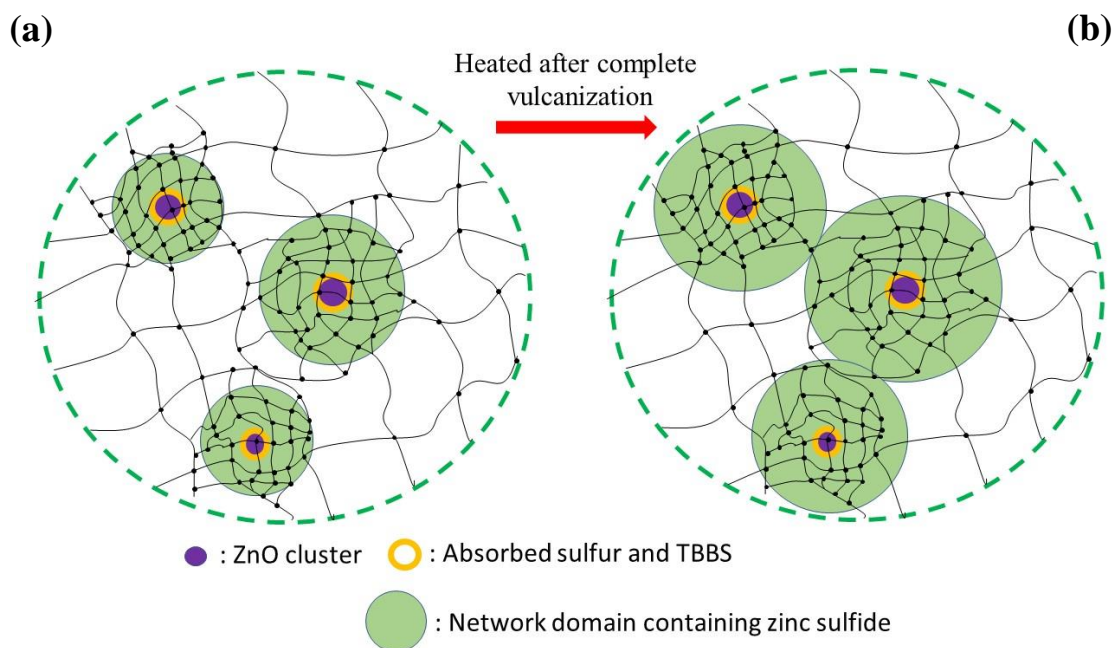 (a)
(b)
Heated after complete
vulcanization
: ZnO cluster
: Absorbed sulfur and TBBS
: Network domain containing zinc sulfide